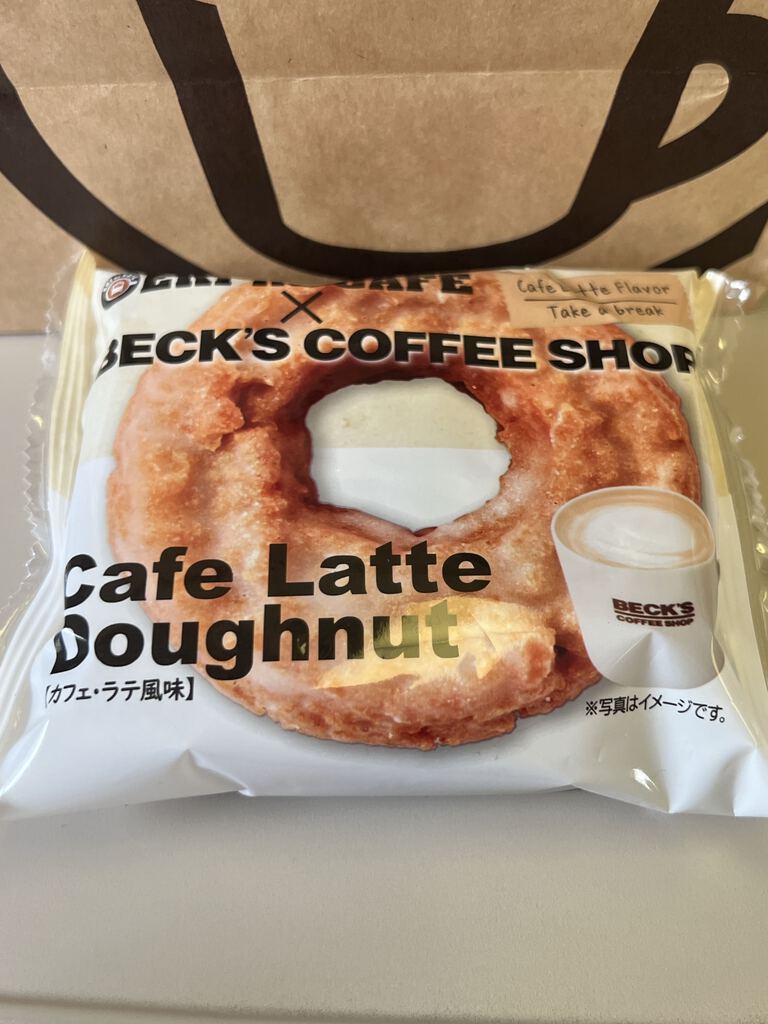 ×
Cafe Latte Flavor
Take a break
BECK'S COFFEE SHOP
Cafe Latte
Doughnut
【カフェ・ラテ風味】
BECK'S
COFFEE SHOP
※写真はイメージです。